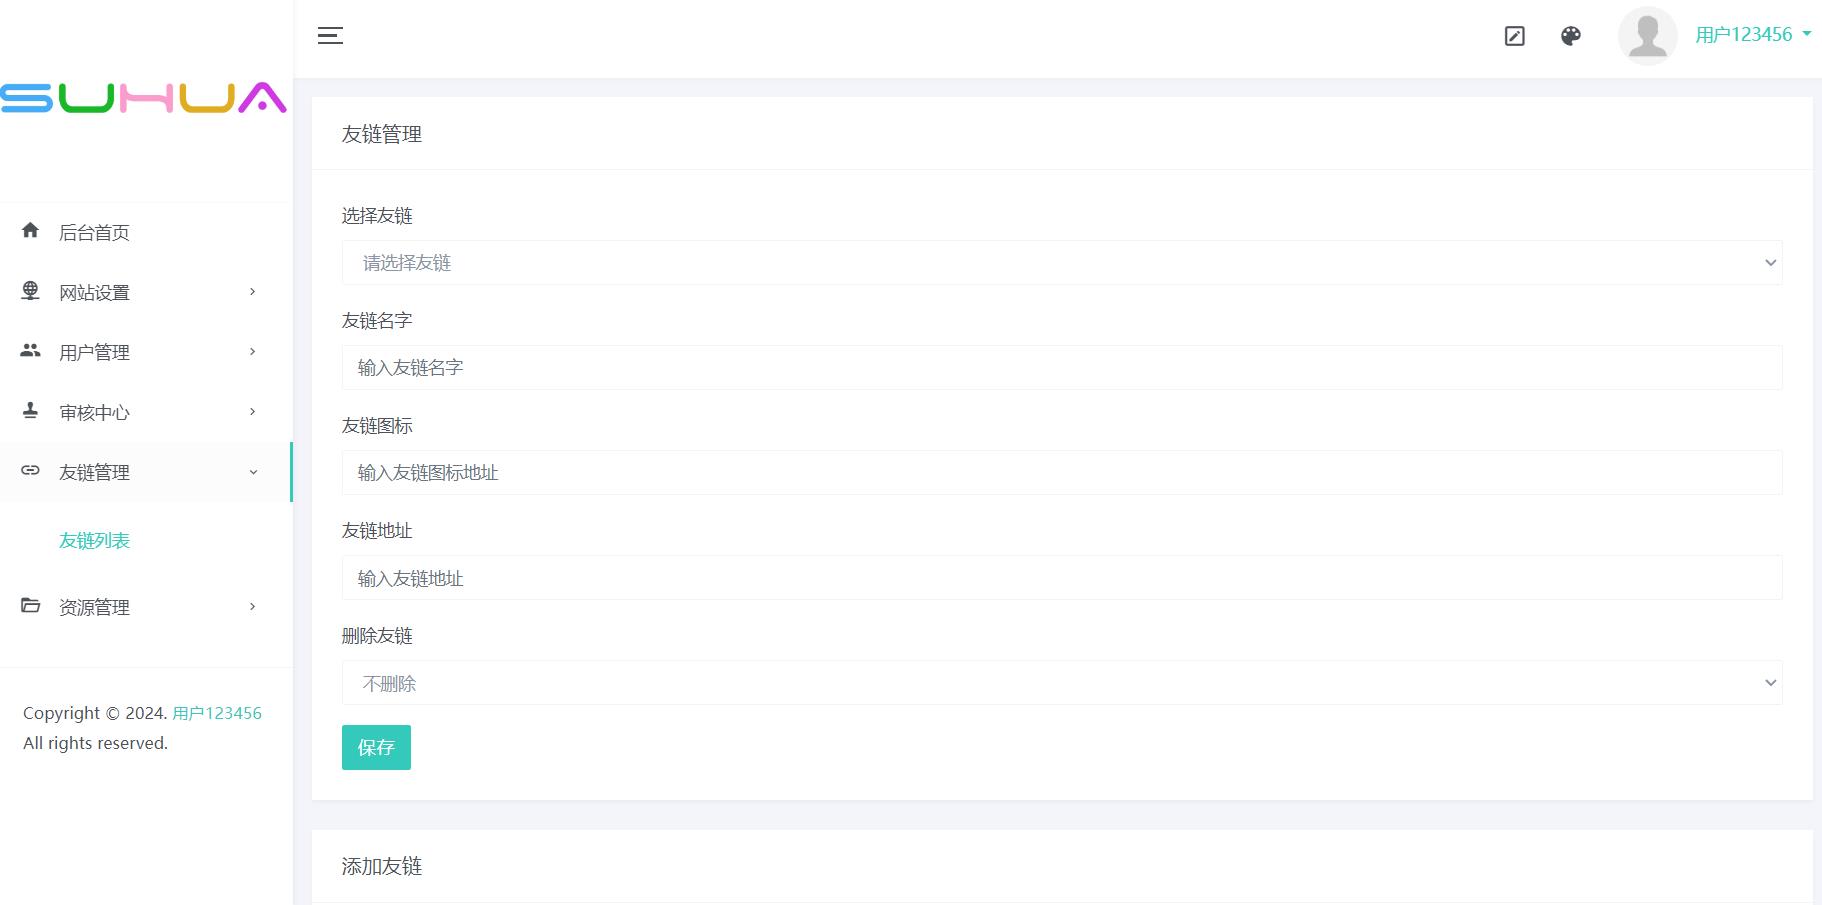 SUHUA
后台首页
网站设置
用户管理
审核中心
友链管理
友链列表
资源管理
Copyright © 2024. 用户123456
All rights reserved.
用户123456
友链管理
选择友链
请选择友链
友链名字
输入友链名字
友链图标
输入友链图标地址
友链地址
输入友链地址
删除友链
不删除
保存
添加友链